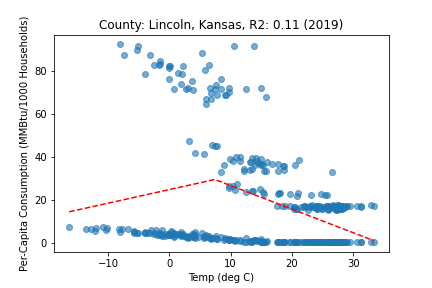 County: Lincoln, Kansas, R2: 0.11 (2019)
Per-Capita Consumption (MMBtu/1000 Households)
80
60
40
20
0
−10 0 10 20 30
Temp (deg C)